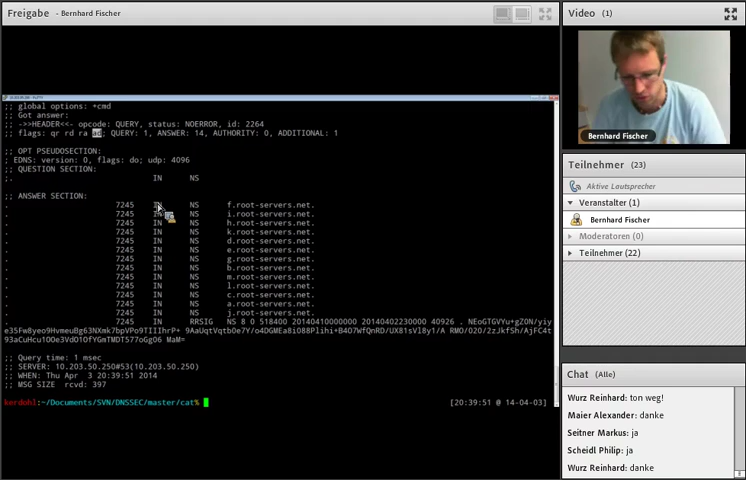 Freigabe - Bernhard Fischer
;; global options: +cmd
;; Got answer:
;; ->>HEADER<<- opcode: QUERY, status: NOERROR, id: 2264
;; flags: qr rd ra ad; QUERY: 1, ANSWER: 14, AUTHORITY: 0, ADDITIONAL: 1
;; OPT PSEUDOSECTION:
; EDNS: version: 0, flags: do; udp: 4096
;; QUESTION SECTION:
;. IN NS
;; ANSWER SECTION:
. 7245 IN NS f.root-servers.net.
. 7245 IN NS i.root-servers.net.
. 7245 IN NS h.root-servers.net.
. 7245 IN NS k.root-servers.net.
. 7245 IN NS d.root-servers.net.
. 7245 IN NS e.root-servers.net.
. 7245 IN NS g.root-servers.net.
. 7245 IN NS b.root-servers.net.
. 7245 IN NS m.root-servers.net.
. 7245 IN NS l.root-servers.net.
. 7245 IN NS c.root-servers.net.
. 7245 IN NS a.root-servers.net.
. 7245 IN NS j.root-servers.net.
. 7245 IN RRSIG NS 8 0 518400 20140410000000 20140402230000 40926 .
;; Query time: 1 msec
;; SERVER: 10.203.50.250#53(10.203.50.250)
;; WHEN: Thu Apr 3 20:39:51 2014
;; MSG SIZE rcvd: 397
kerdohl:~/Documents/SVN/DNSSEC/master/cat% [20:39:51 @ 14-04-03]
Video (1)
Bernhard Fischer
Teilnehmer (23)
Aktive Lautsprecher
Veranstalter (1)
Bernhard Fischer
Moderatoren (0)
Teilnehmer (22)
Chat (Alle)
Wurz Reinhard: ton weg!
Maier Alexander: danke
Seitner Markus: ja
Scheidl Philip: ja
Wurz Reinhard: danke